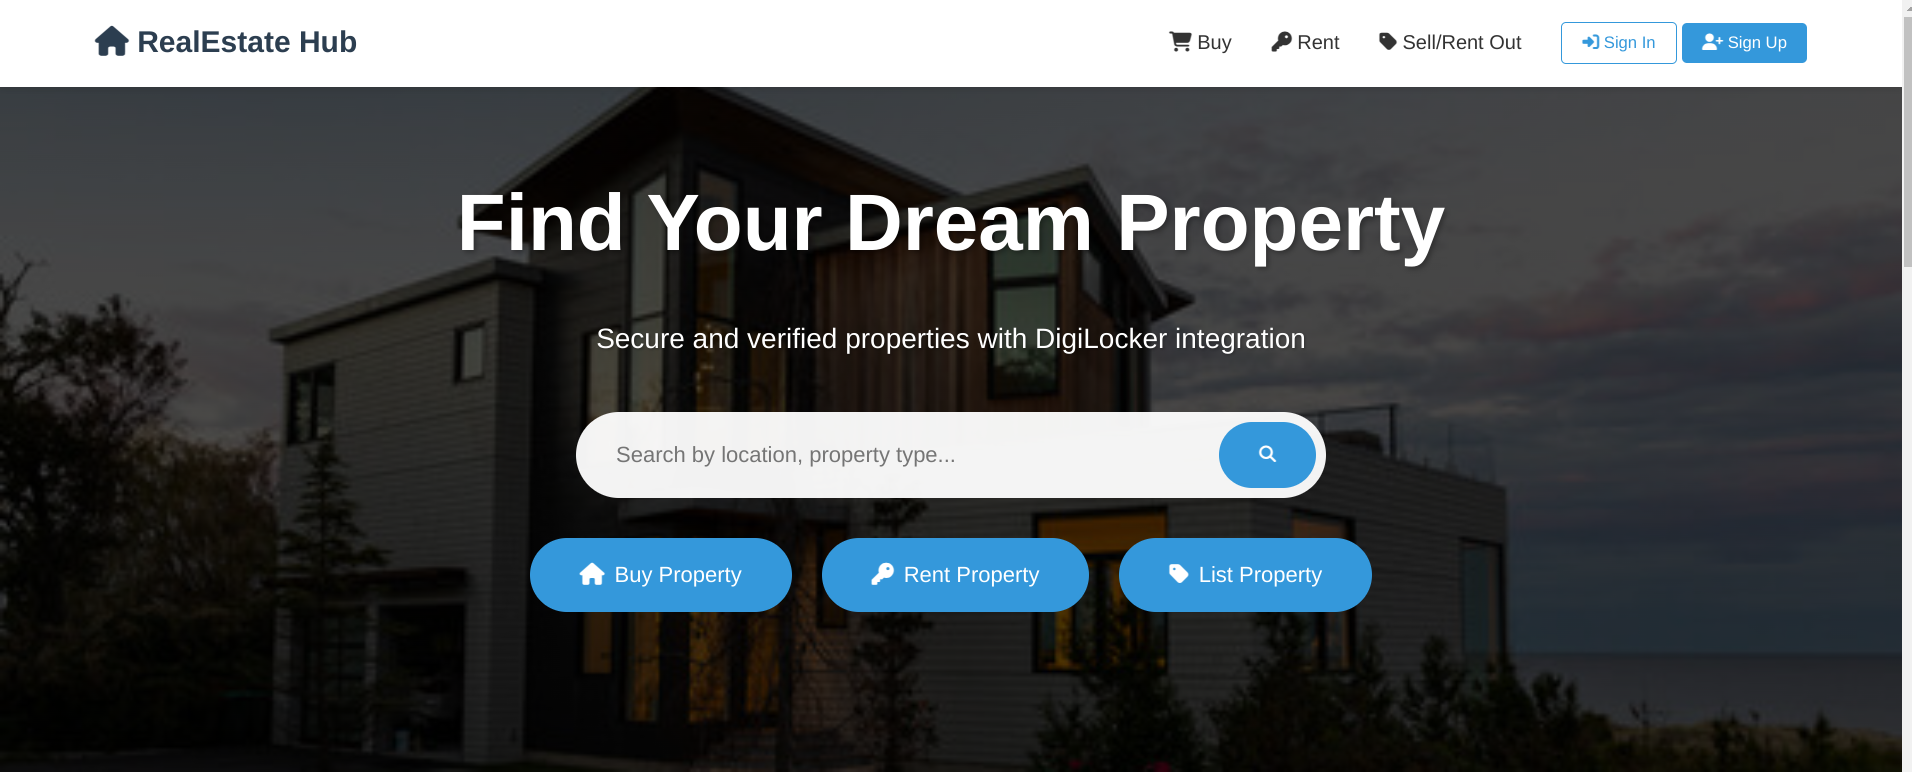 RealEstate Hub
Buy
Rent
Sell/Rent Out
Sign In
Sign Up
Find Your Dream Property
Secure and verified properties with DigiLocker integration
Search by location, property type...
Buy Property
Rent Property
List Property